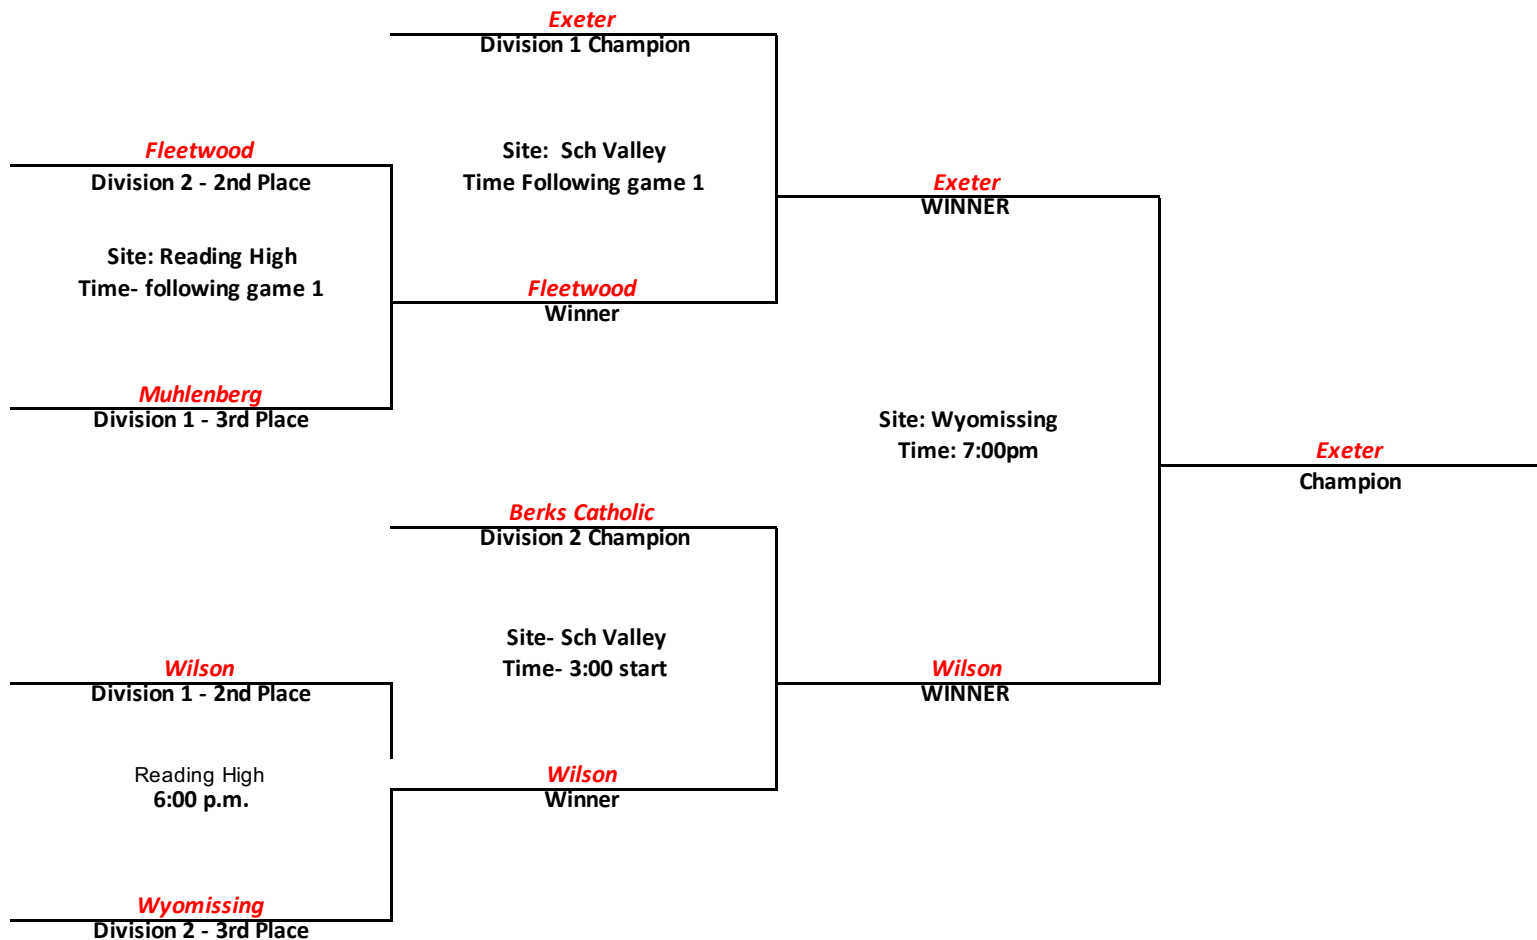 Exeter
Division 1 Champion
Fleetwood
Division 2 - 2nd Place
Site:  Sch Valley
Time Following game 1
Exeter
WINNER
Site: Reading High
Time- following game 1
Fleetwood
Winner
Muhlenberg
Division 1 - 3rd Place
Site: Wyomissing
Time: 7:00pm
Exeter
Champion
Berks Catholic
Division 2 Champion
Site- Sch Valley
Time- 3:00 start
Wilson
Division 1 - 2nd Place
Wilson
WINNER
Reading High
6:00 p.m.
Wilson
Winner
Wyomissing
Division 2 - 3rd Place